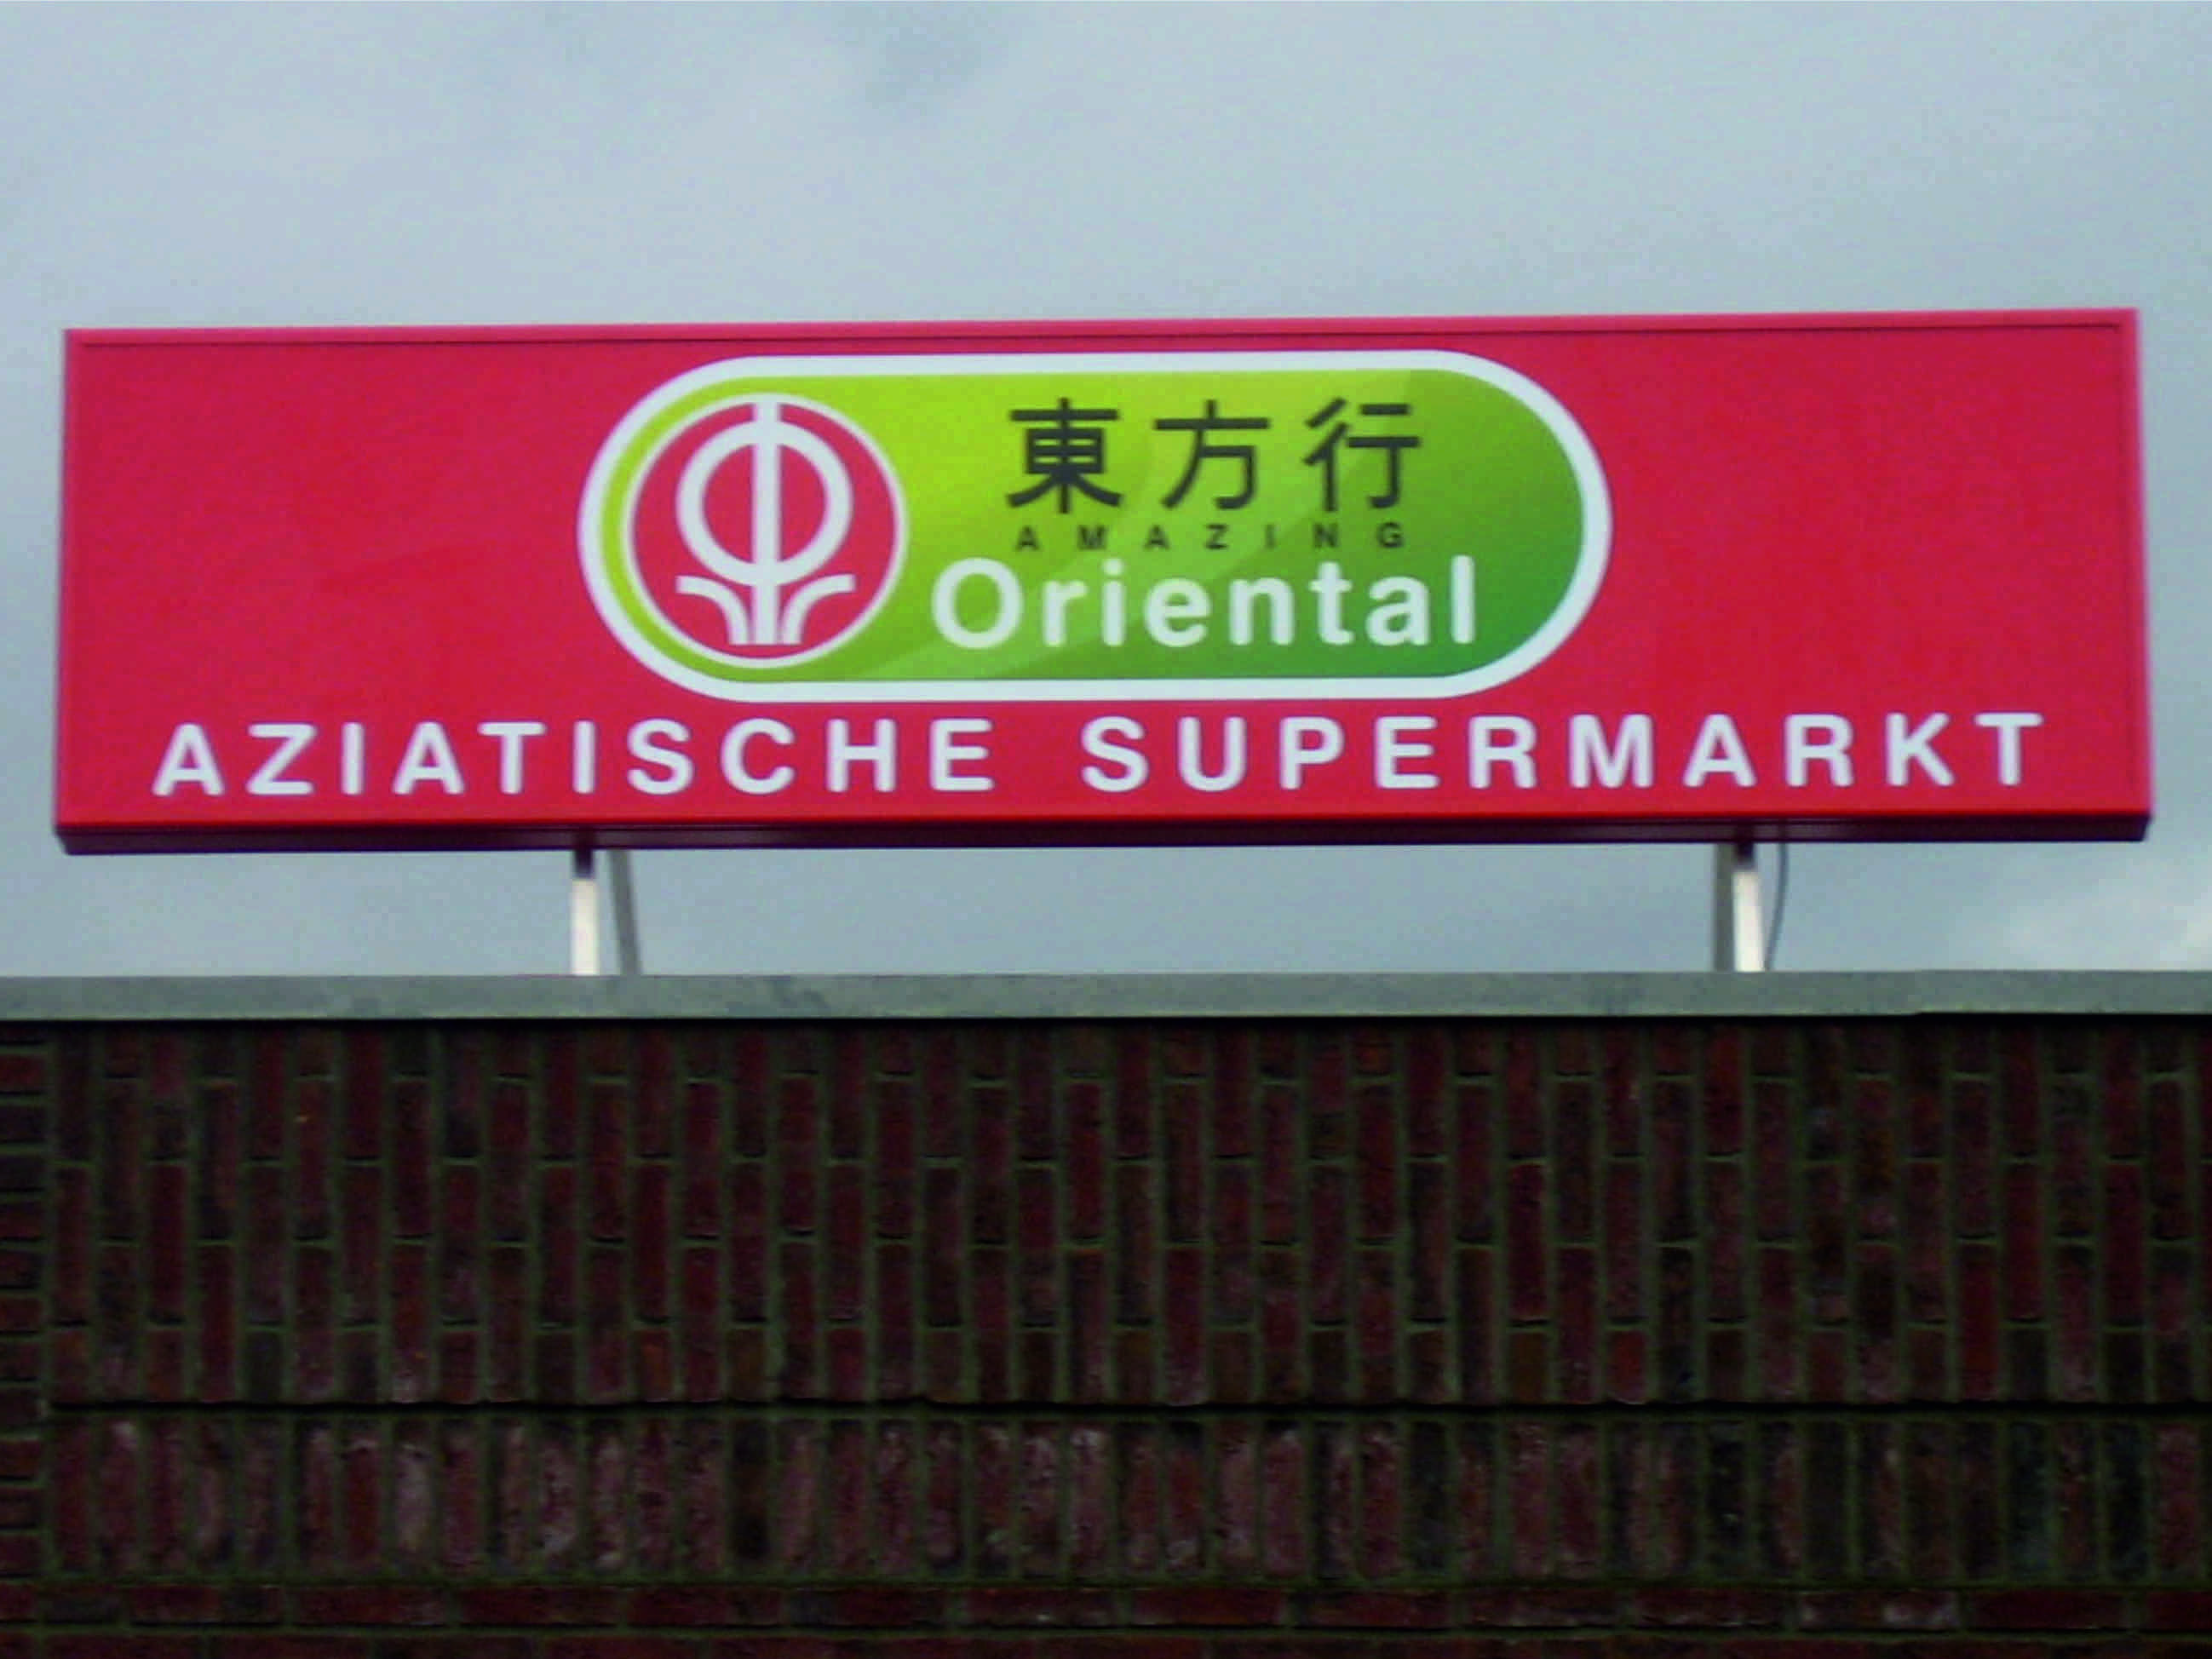 東方行
AMAZING
Oriental
AZIATISCHE SUPERMARKT